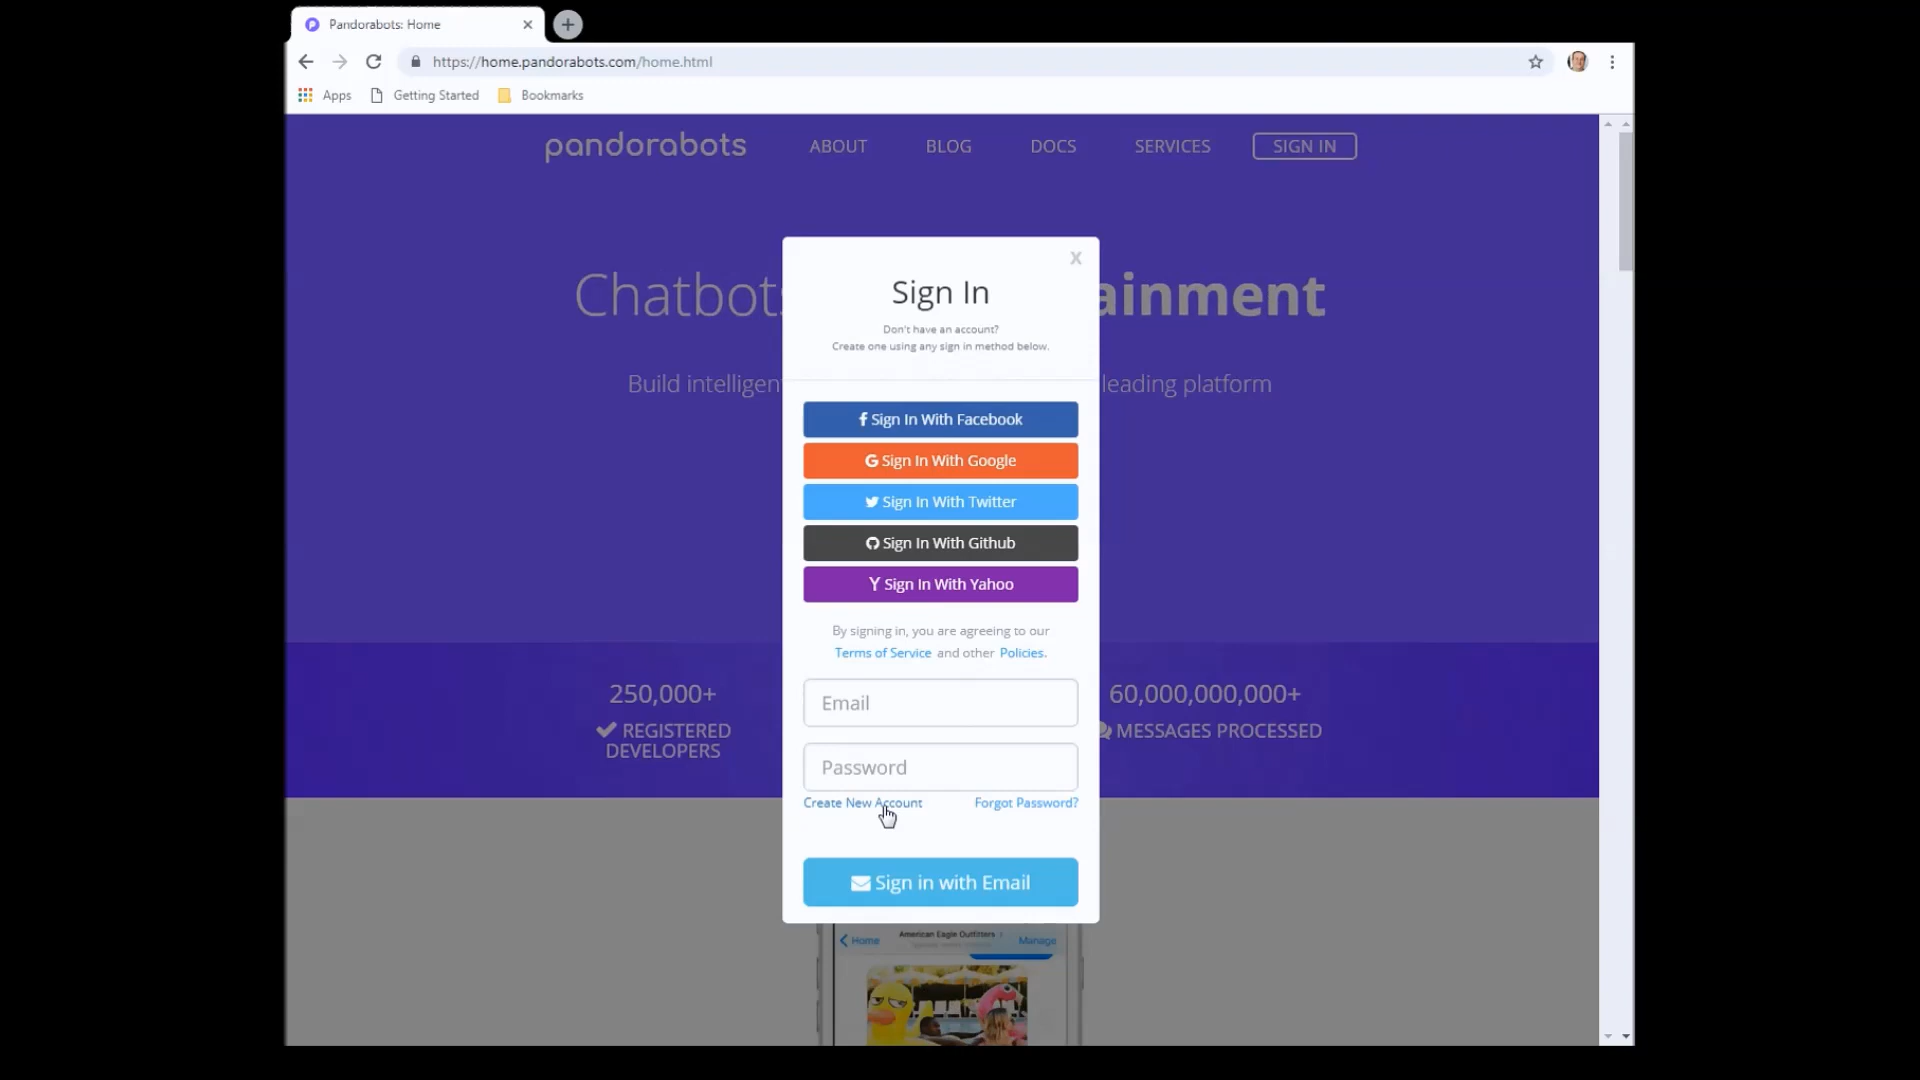 Pandorabots: Home
https://home.pandorabots.com/home.html
Apps
Getting Started
Bookmarks
pandorabots
ABOUT
BLOG
DOCS
SERVICES
SIGN IN
Chatbots
ainment
Build intelligen
leading platform
X
Sign In
Don't have an account?
Create one using any sign in method below.
Sign In With Facebook
Sign In With Google
Sign In With Twitter
Sign In With Github
Sign In With Yahoo
By signing in, you are agreeing to our
Terms of Service and other Policies.
Email
Password
Create New Account
Forgot Password?
Sign in with Email
250,000+
REGISTERED
DEVELOPERS
60,000,000,000+
MESSAGES PROCESSED
Home
American Eagle Outfitters
Manage